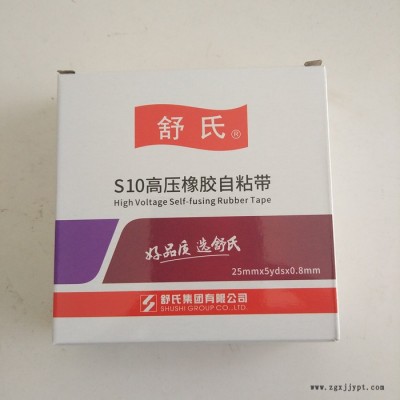 舒氏®
S10高压橡胶自粘带
High Voltage Self-fusing Rubber Tape
好品质 选舒氏
25mmx5ydsx0.8mm
舒氏集团有限公司
SHUSHI GROUP CO.,LTD.
www.zgxjjypt.com